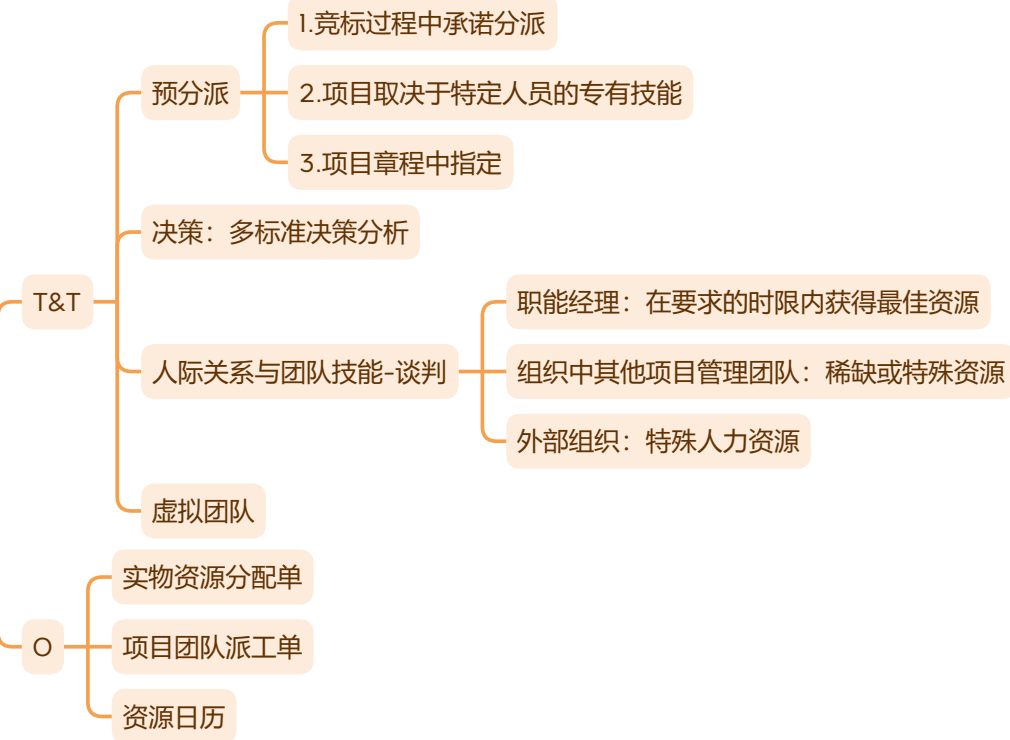 1.竞标过程中承诺分派
预分派
2.项目取决于特定人员的专有技能
3.项目章程中指定
决策：多标准决策分析
T&T
职能经理：在要求的时限内获得最佳资源
人际关系与团队技能-谈判
组织中其他项目管理团队：稀缺或特殊资源
外部组织：特殊人力资源
虚拟团队
实物资源分配单
O
项目团队派工单
资源日历